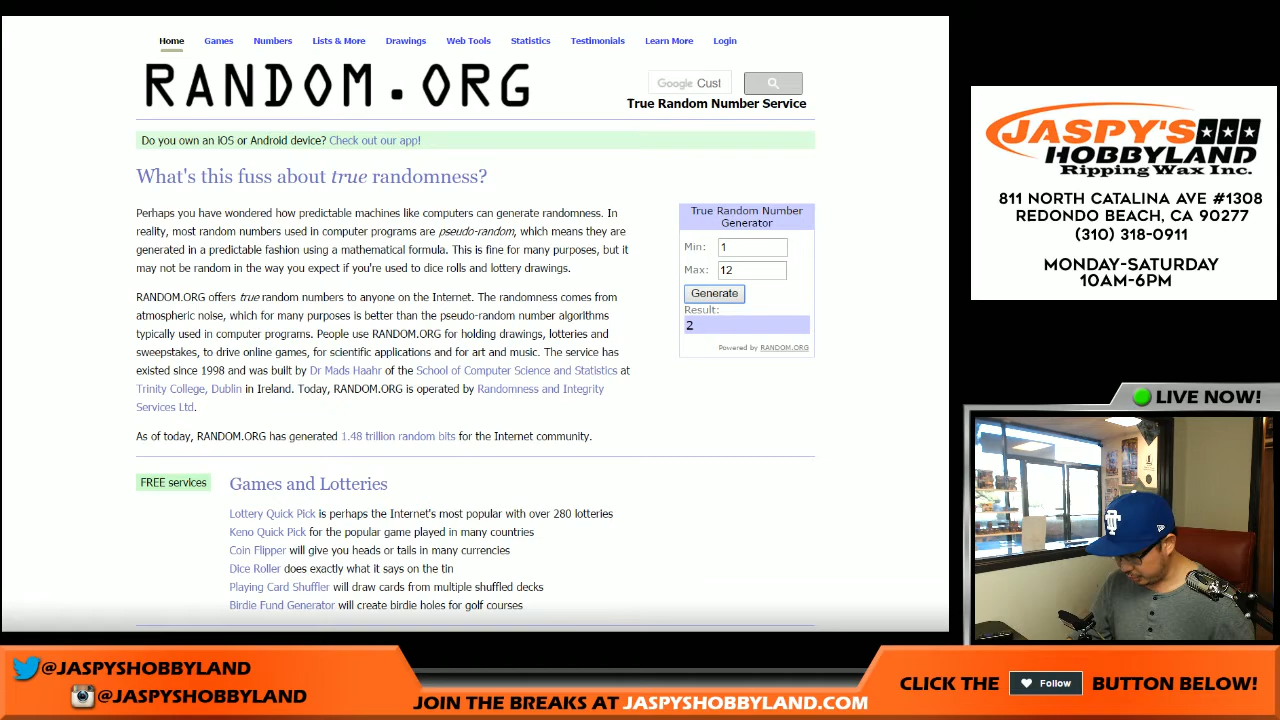 Home Games Numbers Lists & More Drawings Web Tools Statistics Testimonials Learn More Login
RANDOM.ORG
Google Cust
True Random Number Service
Do you own an iOS or Android device? Check out our app!
What's this fuss about true randomness?
Perhaps you have wondered how predictable machines like computers can generate randomness. In
reality, most random numbers used in computer programs are pseudo-random, which means they are
generated in a predictable fashion using a mathematical formula. This is fine for many purposes, but it
may not be random in the way you expect if you're used to dice rolls and lottery drawings.
RANDOM.ORG offers true random numbers to anyone on the Internet. The randomness comes from
atmospheric noise, which for many purposes is better than the pseudo-random number algorithms
typically used in computer programs. People use RANDOM.ORG for holding drawings, lotteries and
sweepstakes, to drive online games, for scientific applications and for art and music. The service has
existed since 1998 and was built by Dr Mads Haahr of the School of Computer Science and Statistics at
Trinity College, Dublin in Ireland. Today, RANDOM.ORG is operated by Randomness and Integrity
Services Ltd.
As of today, RANDOM.ORG has generated 1.48 trillion random bits for the Internet community.
True Random Number
Generator
Min: 1
Max: 12
Generate
Result:
2
Powered by RANDOM.ORG
FREE services
Games and Lotteries
Lottery Quick Pick is perhaps the Internet's most popular with over 280 lotteries
Keno Quick Pick for the popular game played in many countries
Coin Flipper will give you heads or tails in many currencies
Dice Roller does exactly what it says on the tin
Playing Card Shuffler will draw cards from multiple shuffled decks
Birdie Fund Generator will create birdie holes for golf courses
JASPY'S
HOBBYLAND
Ripping Wax Inc.
811 NORTH CATALINA AVE #1308
REDONDO BEACH, CA 90277
(310) 318-0911
MONDAY-SATURDAY
10AM-6PM
LIVE NOW!
@JASPYSHOBBYLAND
@JASPYSHOBBYLAND
JOIN THE BREAKS AT JASPYSHOBBYLAND.COM
CLICK THE Follow BUTTON BELOW!